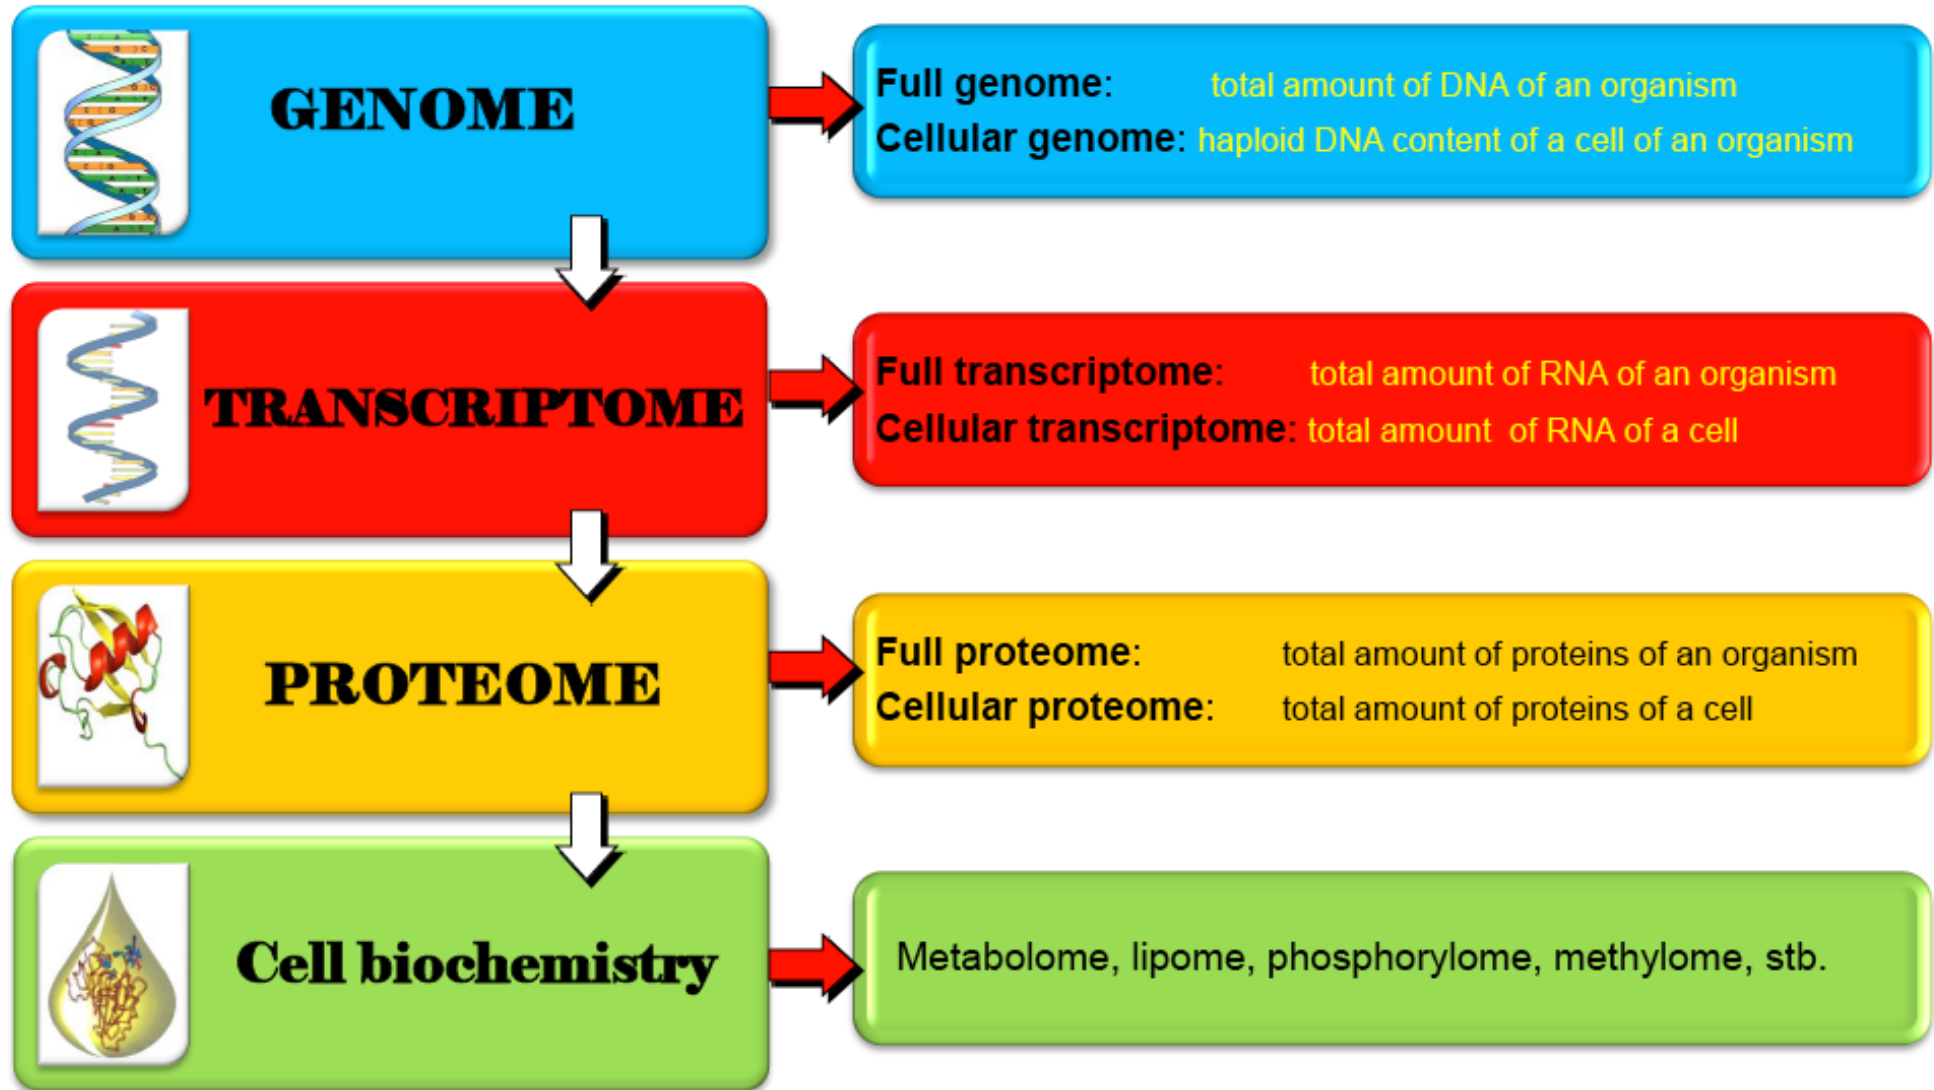 GENOME
Full genome: total amount of DNA of an organism
Cellular genome: haploid DNA content of a cell of an organism
TRANSCRIPTOME
Full transcriptome: total amount of RNA of an organism
Cellular transcriptome: total amount of RNA of a cell
PROTEOME
Full proteome: total amount of proteins of an organism
Cellular proteome: total amount of proteins of a cell
Cell biochemistry
Metabolome, lipome, phosphorylome, methylome, stb.